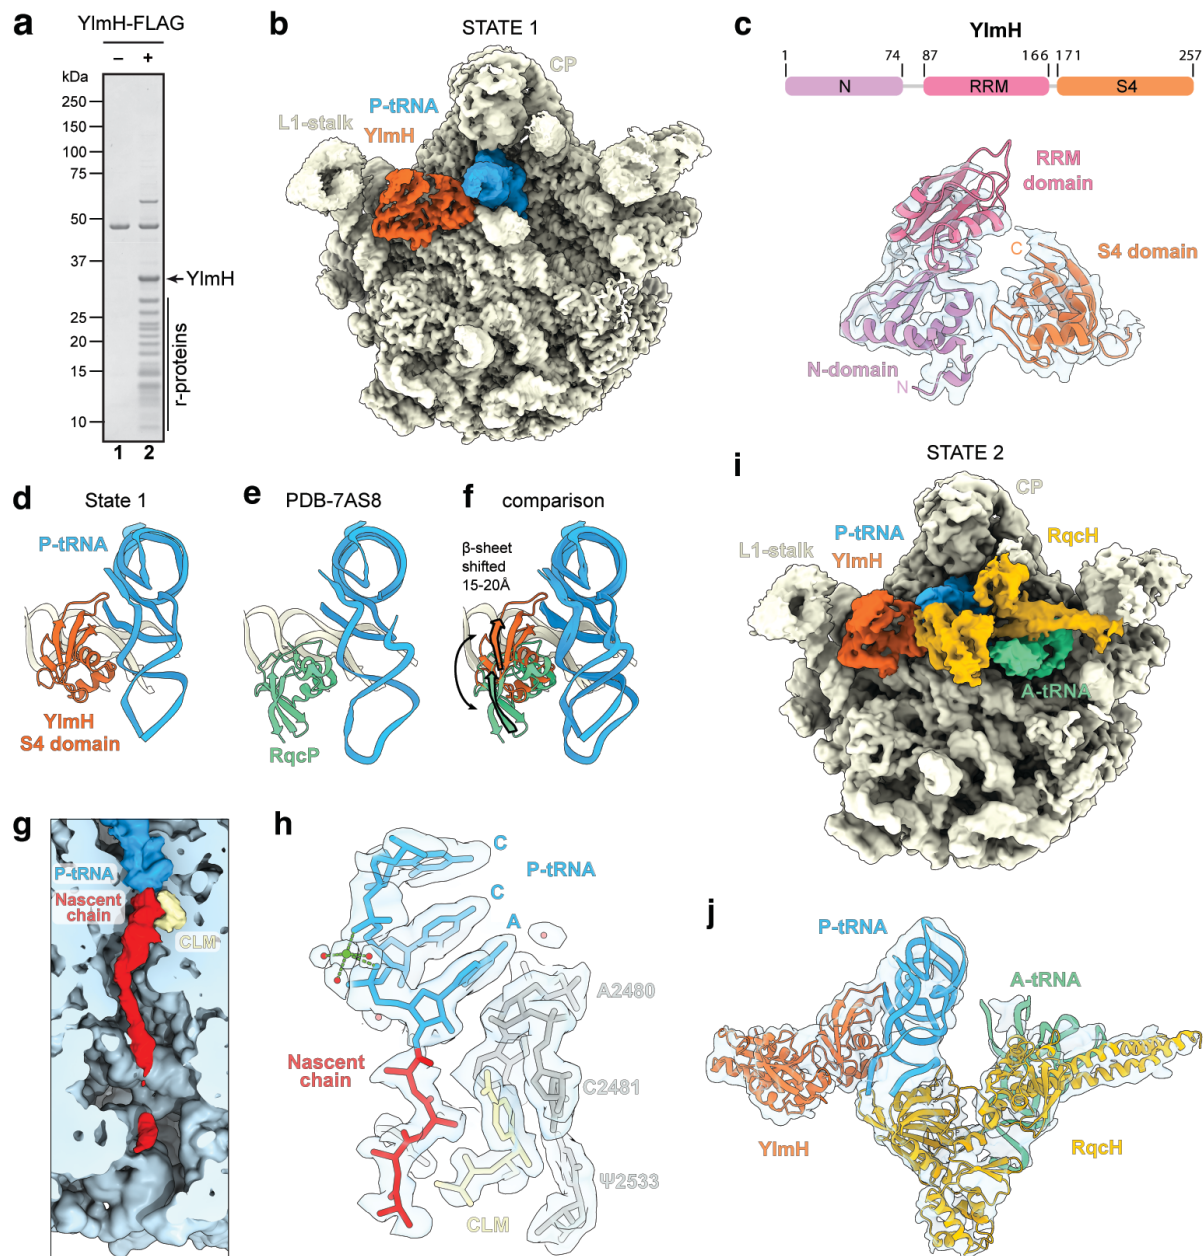 a
YlmH-FLAG
– +
kDa
250
150
100
75
50
37
25
20
15
10
YlmH
r-proteins
1 2
b
STATE 1
CP
P-tRNA
L1-stalk
YlmH
c
YlmH
1 74 87 166 171 257
N RRM S4
RRM
domain
C
S4 domain
N-domain
N
d
State 1
P-tRNA
YlmH
S4 domain
e
PDB-7AS8
RqcP
f
comparison
β-sheet
shifted
15-20Å
g
P-tRNA
Nascent
chain
CLM
h
C
P-tRNA
C
A
A2480
Nascent
chain
C2481
Ψ2533
CLM
i
STATE 2
CP
P-tRNA
RqcH
L1-stalk
YlmH
A-tRNA
j
P-tRNA
A-tRNA
YlmH
RqcH